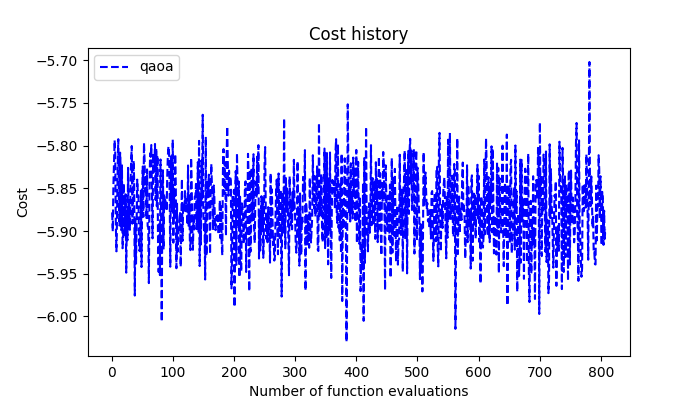 Cost history
qaoa
−5.70
−5.75
−5.80
−5.85
−5.90
−5.95
−6.00
Cost
0 100 200 300 400 500 600 700 800
Number of function evaluations